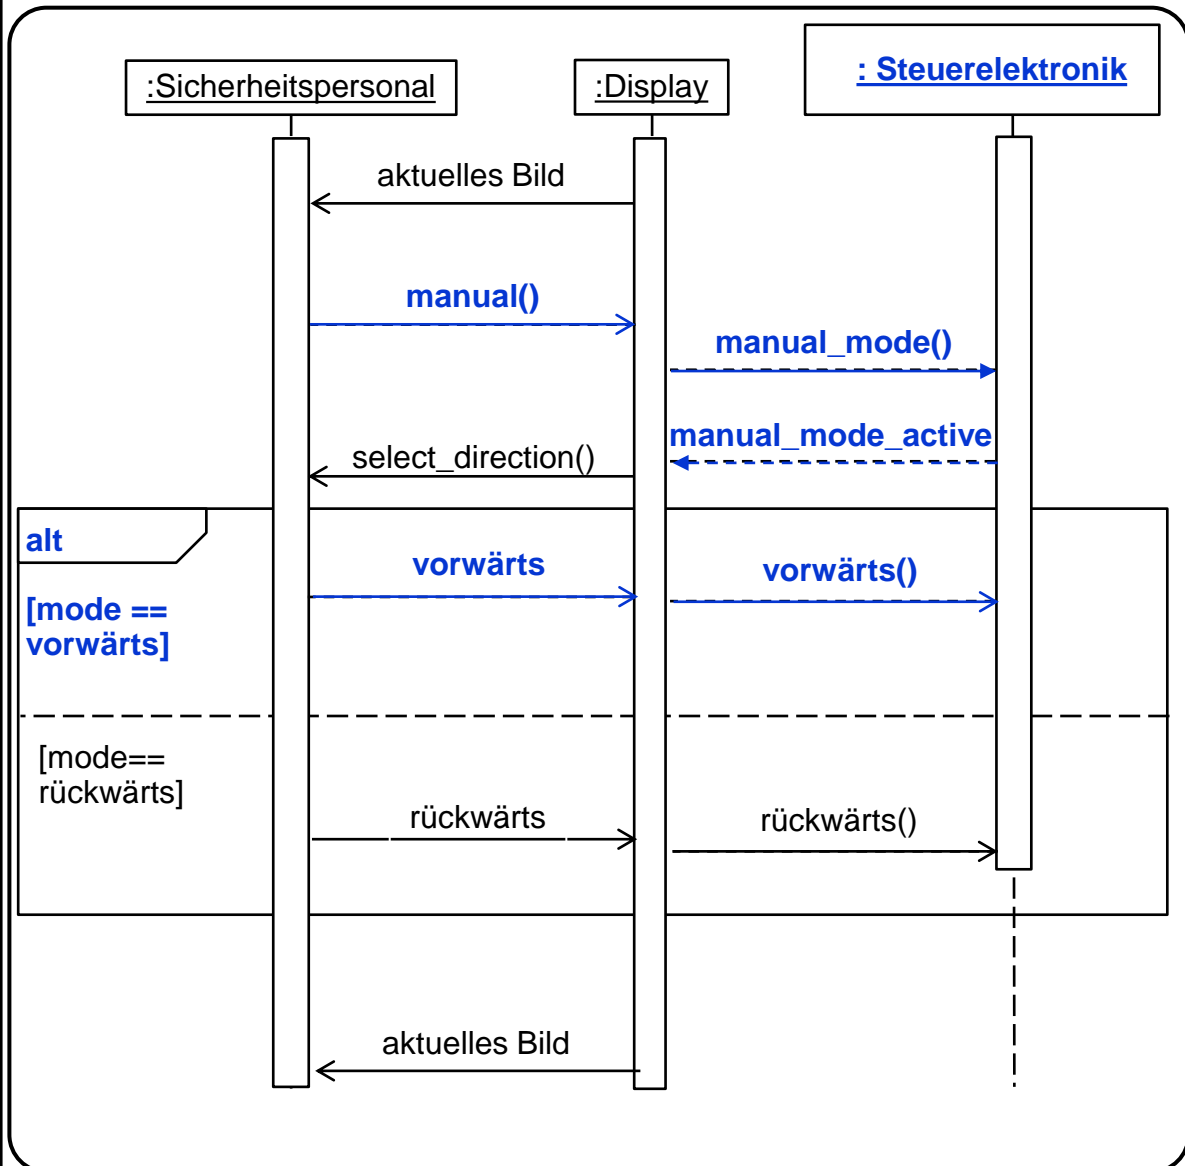 :Sicherheitspersonal
:Display
: Steuerelektronik
aktuelles Bild
manual()
manual_mode()
manual_mode_active
select_direction()
alt
vorwärts
vorwärts()
[mode ==
vorwärts]
[mode==
rückwärts]
rückwärts
rückwärts()
aktuelles Bild